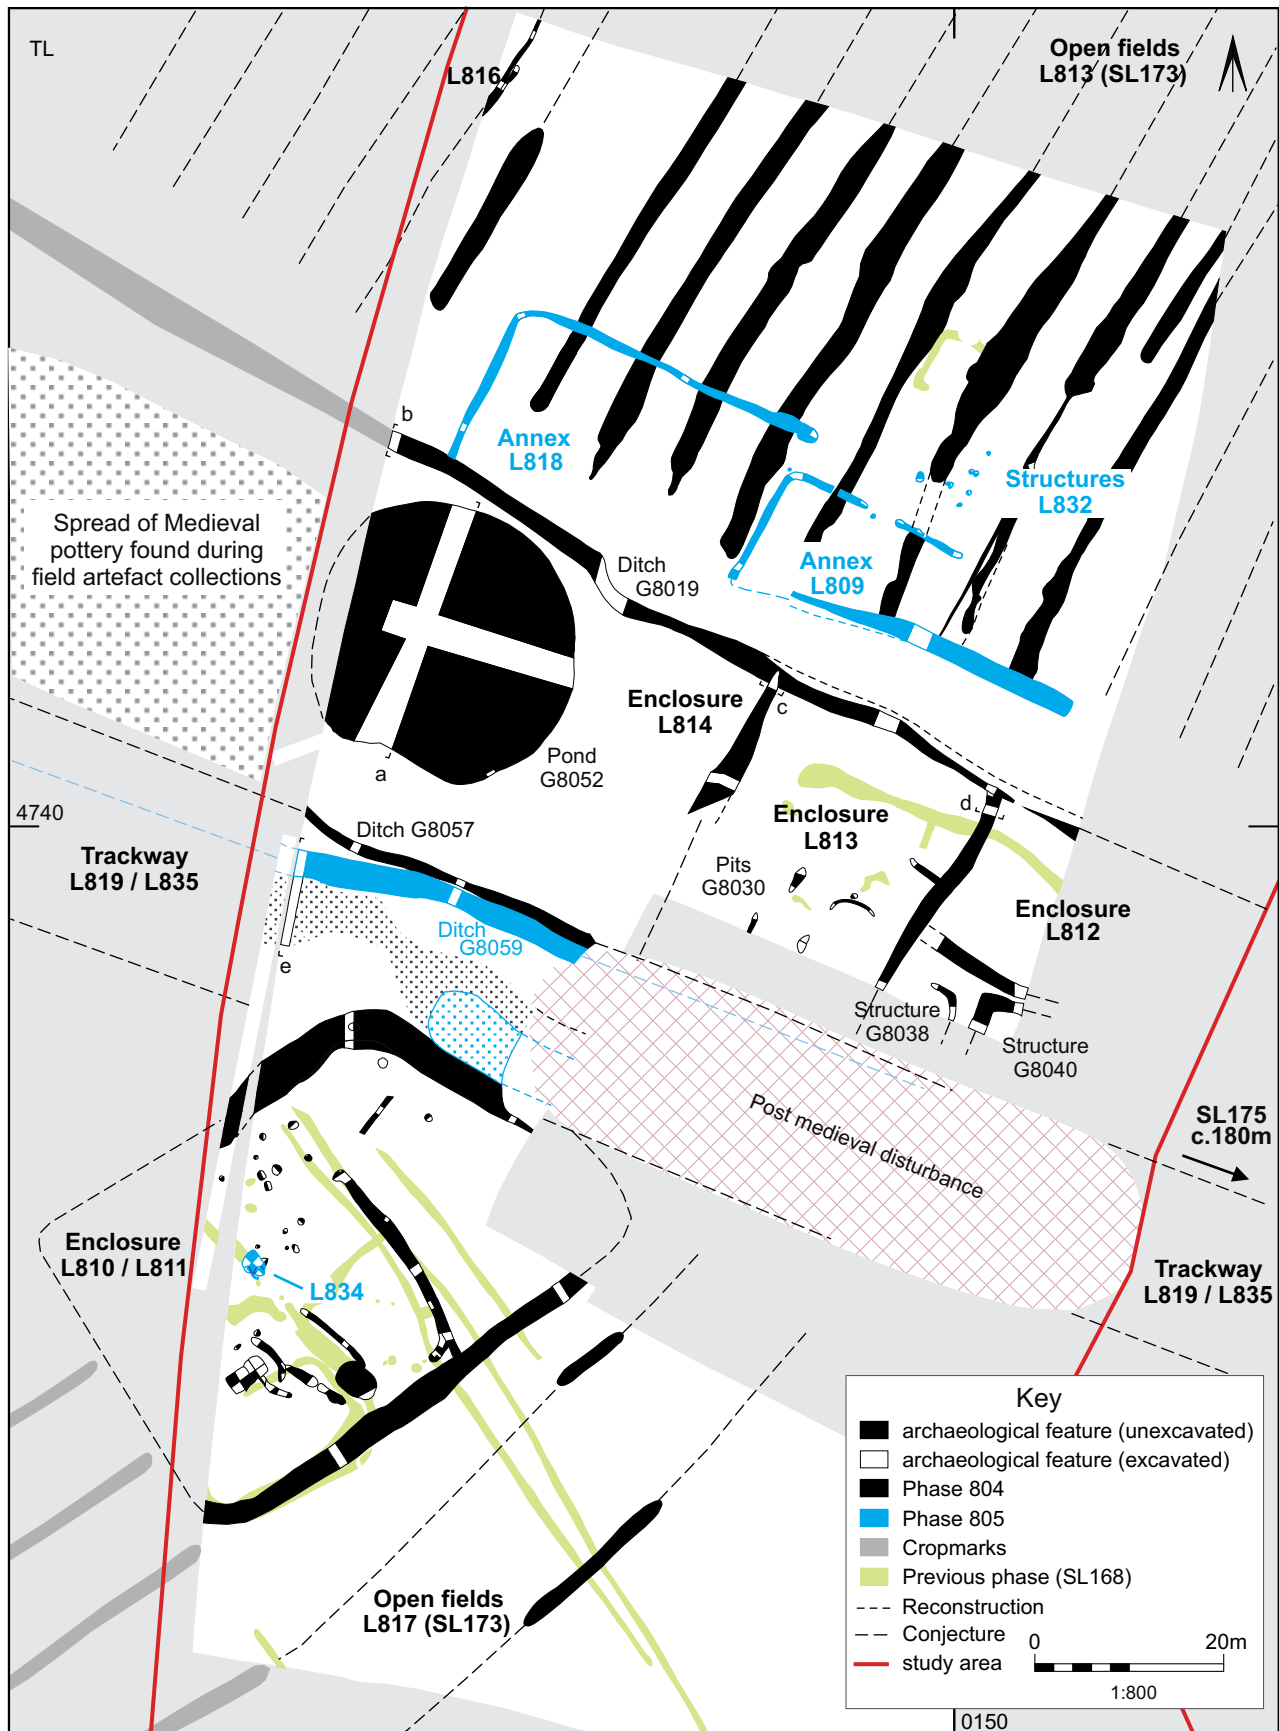 TL
L816
Open fields
L813 (SL173)
b
Annex
L818
Structures
L832
Spread of Medieval
pottery found during
field artefact collections
Ditch
G8019
Annex
L809
Enclosure
L814
c
Pond
G8052
a
4740
d
Ditch G8057
Enclosure
L813
Trackway
L819 / L835
Pits
G8030
Enclosure
L812
Ditch
G8059
e
Structure
G8038
Structure
G8040
Post medieval disturbance
SL175
c.180m
Enclosure
L810 / L811
L834
Trackway
L819 / L835
Open fields
L817 (SL173)
Key
archaeological feature (unexcavated)
archaeological feature (excavated)
Phase 804
Phase 805
Cropmarks
Previous phase (SL168)
Reconstruction
Conjecture
study area
0 20m
1:800
0150